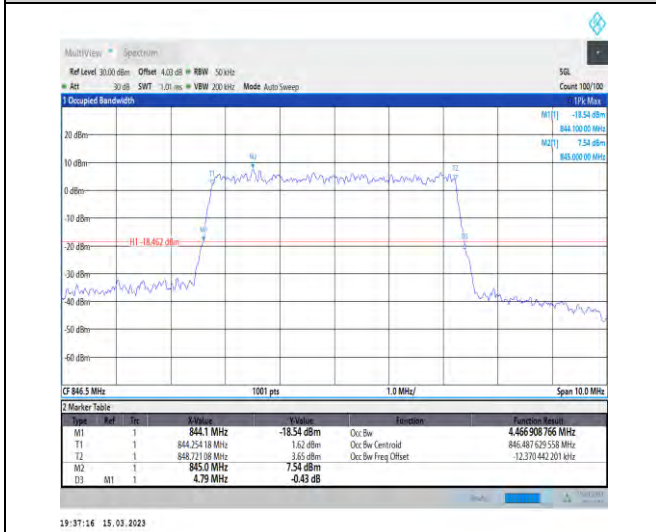 MultiView Spectrum
Ref Level 30.00 dBm Offset 4.03 dB RBW 50 kHz SGL
Att 30 dB SWT 1.01 ms VBW 200 kHz Mode Auto Sweep Count 100/100
1 Occupied Bandwidth 1Pk Max
M1[1] -18.54 dBm
844.100 00 MHz
M2[1] 7.54 dBm
845.000 00 MHz
20 dBm
M2
10 dBm
T1 T2
0 dBm
-10 dBm
M1
D3
H1 -18.462 dBm
-20 dBm
-30 dBm
-40 dBm
-50 dBm
-60 dBm
CF 846.5 MHz 1001 pts 1.0 MHz/ Span 10.0 MHz
2 Marker Table
Type Ref Trc X-Value Y-Value Function Function Result
M1 1 844.1 MHz -18.54 dBm Occ Bw 4.466 908 766 MHz
T1 1 844.254 18 MHz 1.62 dBm Occ Bw Centroid 846.487 629 558 MHz
T2 1 848.721 08 MHz 3.65 dBm Occ Bw Freq Offset -12.370 442 201 kHz
M2 1 845.0 MHz 7.54 dBm
D3 M1 1 4.79 MHz -0.43 dB
19:37:16 15.03.2023